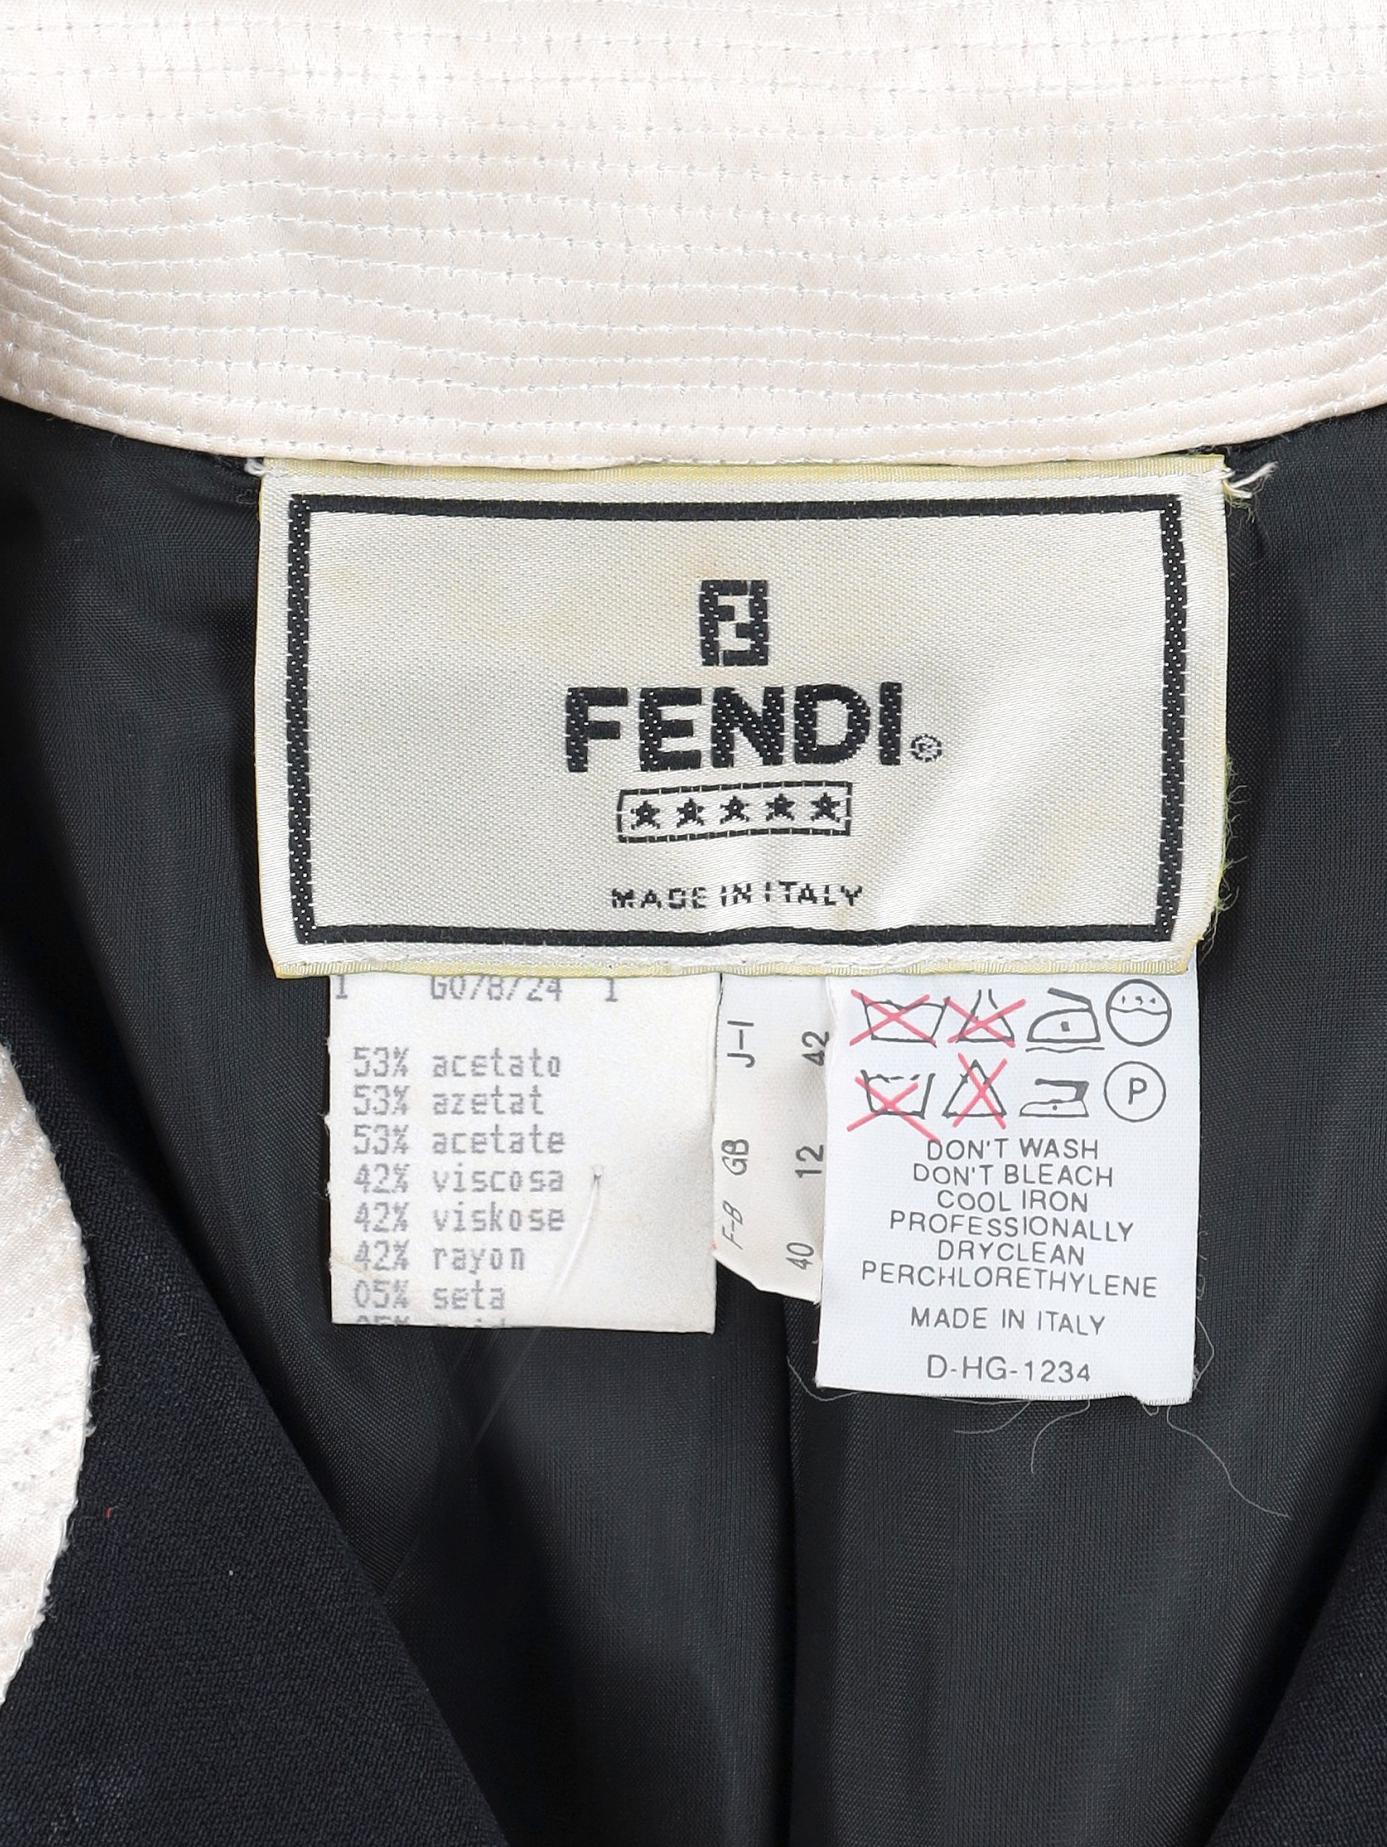 FENDI®
MADE IN ITALY
1 GO/8/24 1
53% acetato
53% azetat
53% acetate
42% viscosa
42% viskose
42% rayon
05% seta
J-I 42
GB 12
F-B 40
P
DON'T WASH
DON'T BLEACH
COOL IRON
PROFESSIONALLY
DRYCLEAN
PERCHLORETHYLENE
MADE IN ITALY
D-HG-1234